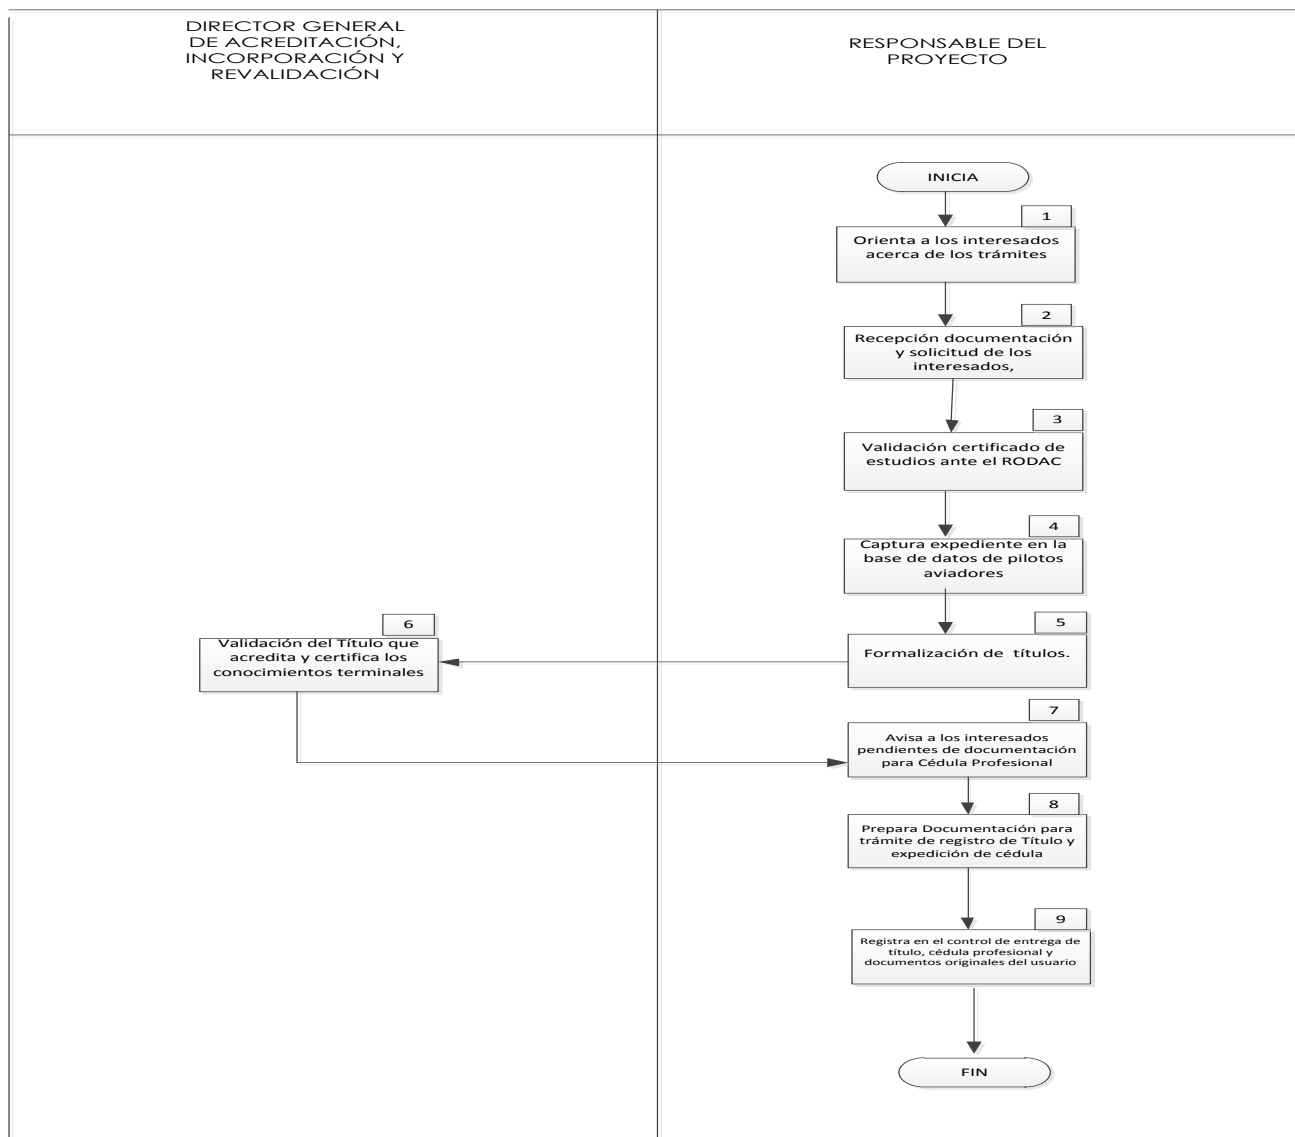 DIRECTOR GENERAL
DE ACREDITACIÓN,
INCORPORACIÓN Y
REVALIDACIÓN
RESPONSABLE DEL
PROYECTO
INICIA
1
Orienta a los interesados
acerca de los trámites
2
Recepción documentación
y solicitud de los
interesados,
3
Validación certificado de
estudios ante el RODAC
4
Captura expediente en la
base de datos de pilotos
aviadores
5
Formalización de títulos.
6
Validación del Título que
acredita y certifica los
conocimientos terminales
7
Avisa a los interesados
pendientes de documentación
para Cédula Profesional
8
Prepara Documentación para
trámite de registro de Título y
expedición de cédula
9
Registra en el control de entrega de
título, cédula profesional y
documentos originales del usuario
FIN